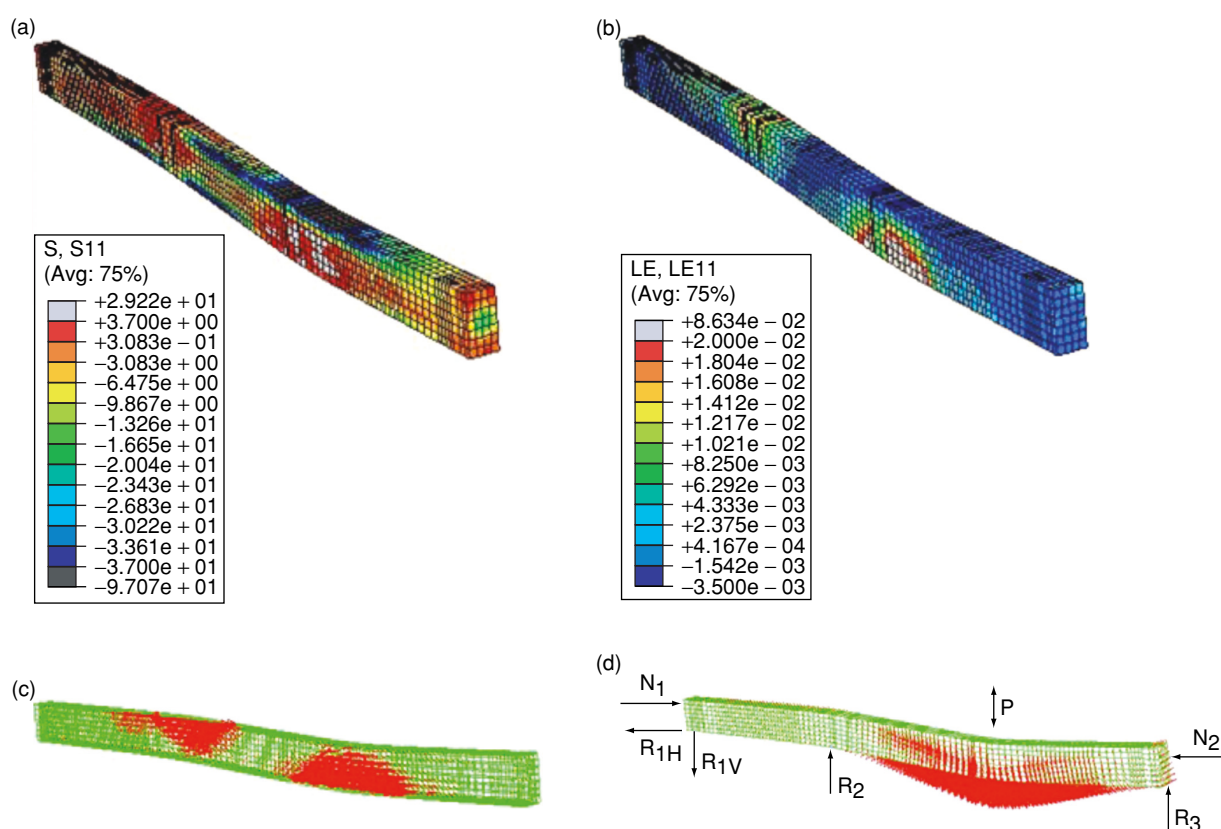 (a)
S, S11
(Avg: 75%)
+2.922e + 01
+3.700e + 00
+3.083e − 01
−3.083e + 00
−6.475e + 00
−9.867e + 00
−1.326e + 01
−1.665e + 01
−2.004e + 01
−2.343e + 01
−2.683e + 01
−3.022e + 01
−3.361e + 01
−3.700e + 01
−9.707e + 01
(b)
LE, LE11
(Avg: 75%)
+8.634e − 02
+2.000e − 02
+1.804e − 02
+1.608e − 02
+1.412e − 02
+1.217e − 02
+1.021e − 02
+8.250e − 03
+6.292e − 03
+4.333e − 03
+2.375e − 03
+4.167e − 04
−1.542e − 03
−3.500e − 03
(c)
(d)
N1
P
N2
R1H
R1V
R2
R3